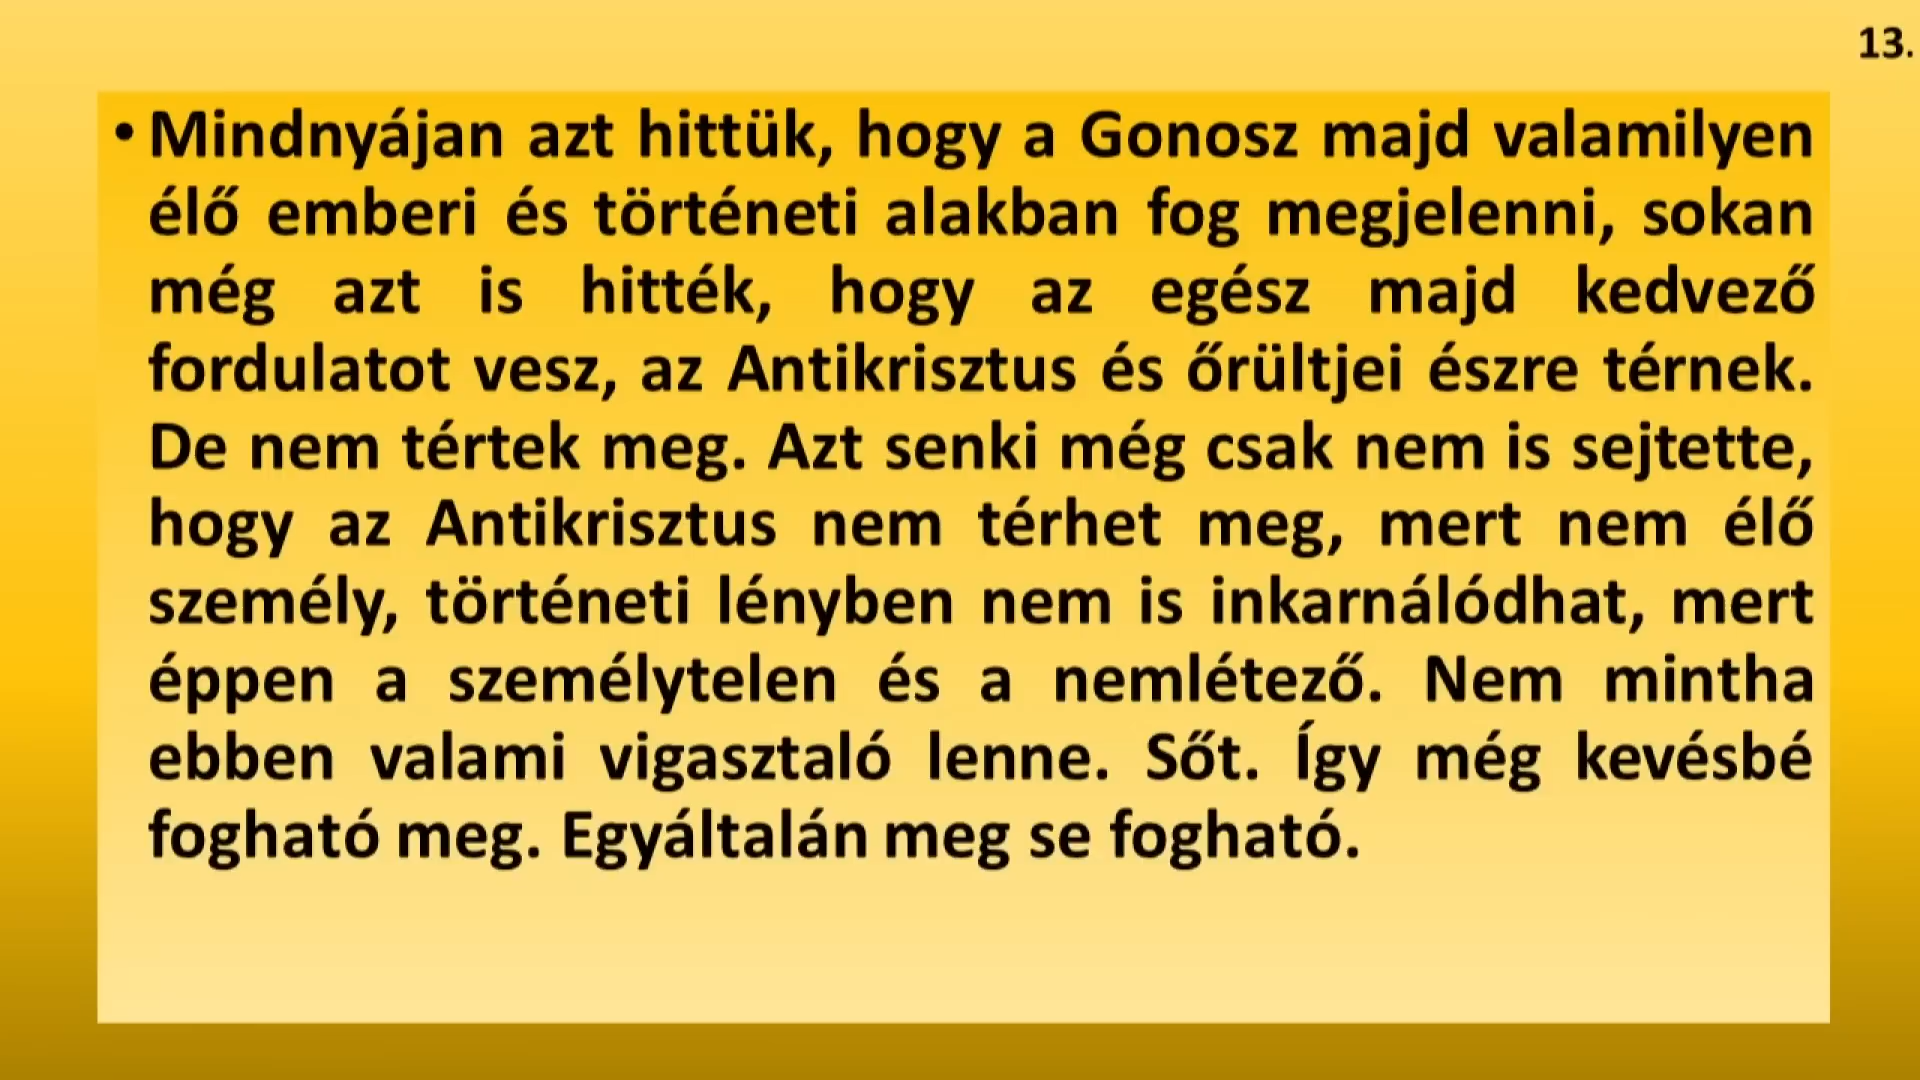 13.
• Mindnyájan azt hittük, hogy a Gonosz majd valamilyen
élő emberi és történeti alakban fog megjelenni, sokan
még azt is hitték, hogy az egész majd kedvező
fordulatot vesz, az Antikrisztus és őrültjei észre térnek.
De nem tértek meg. Azt senki még csak nem is sejtette,
hogy az Antikrisztus nem térhet meg, mert nem élő
személy, történeti lényben nem is inkarnálódhat, mert
éppen a személytelen és a nemlétező. Nem mintha
ebben valami vigasztaló lenne. Sőt. Így még kevésbé
fogható meg. Egyáltalán meg se fogható.